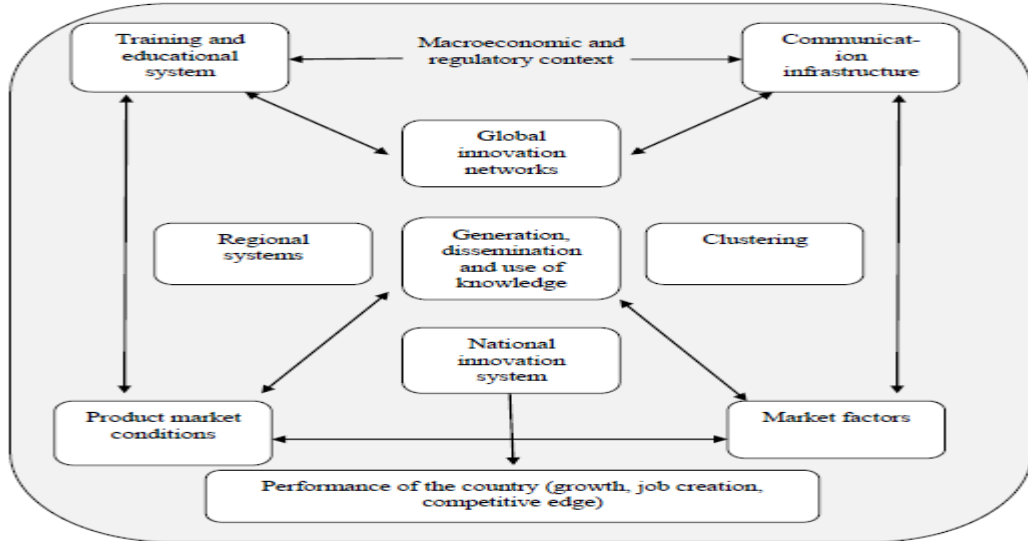 Training and
educational
system
Macroeconomic and
regulatory context
Communicat-
ion
infrastructure
Global
innovation
networks
Regional
systems
Generation,
dissemination
and use of
knowledge
Clustering
National
innovation
system
Product market
conditions
Market factors
Performance of the country (growth, job creation,
competitive edge)